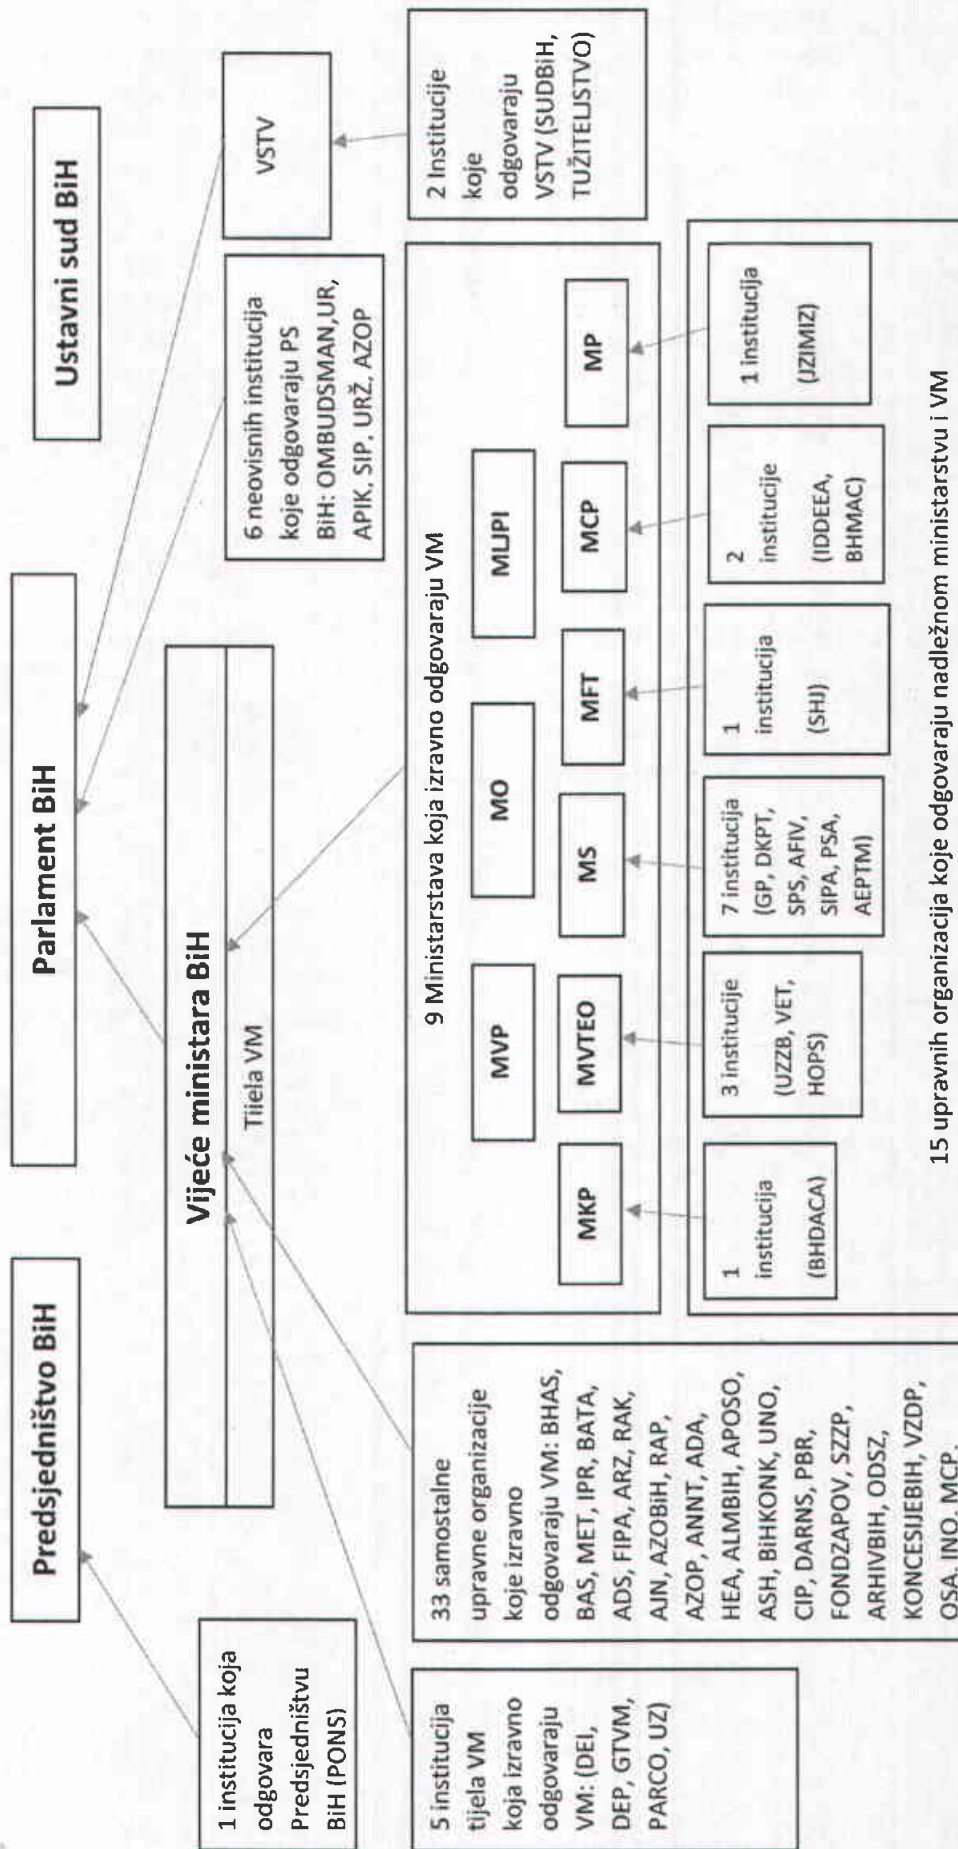 Predsjedništvo BiH
Parlament BiH
Ustavni sud BiH
1 institucija koja
odgovara
Predsjedništvu
BiH (PONS)
Vijeće ministara BiH
Tijela VM
6 neovisnih institucija
koje odgovaraju PS
BiH: OMBUDSMAN,UR,
APIK, SIP, URŽ, AZOP
VSTV
5 institucija
tijela VM
koja izravno
odgovaraju
VM: (DEI,
DEP, GTVM,
PARCO, UZ)
33 samostalne
upravne organizacije
koje izravno
odgovaraju VM: BHAS,
BAS, MET, IPR, BATA,
ADS, FIPA, ARZ, RAK,
AJN, AZOBiH, RAP,
AZOP, ANNT, ADA,
HEA, ALMBIH, APOSO,
ASH, BiHKONK, UNO,
CIP, DARNS, PBR,
FONDZAPOV, SZZP,
ARHIVBIH, ODSZ,
KONCESIJEBIH, VZDP,
OSA, INO, MCP,
9 Ministarstava koja izravno odgovaraju VM
MVP
MO
MLJPI
MKP
MVTEO
MS
MFT
MCP
MP
2 Institucije
koje
odgovaraju
VSTV (SUDBiH,
TUŽITELJSTVO)
1
institucija
(BHDACA)
3 institucije
(UZZB, VET,
HOPS)
7 institucija
(GP, DKPT,
SPS, AFIV,
SIPA, PSA,
AEPTM)
1
institucija
(SHJ)
2
institucije
(IDDEEA,
BHMAC)
1 institucija
(JZIMIZ)
15 upravnih organizacija koje odgovaraju nadležnom ministarstvu i VM